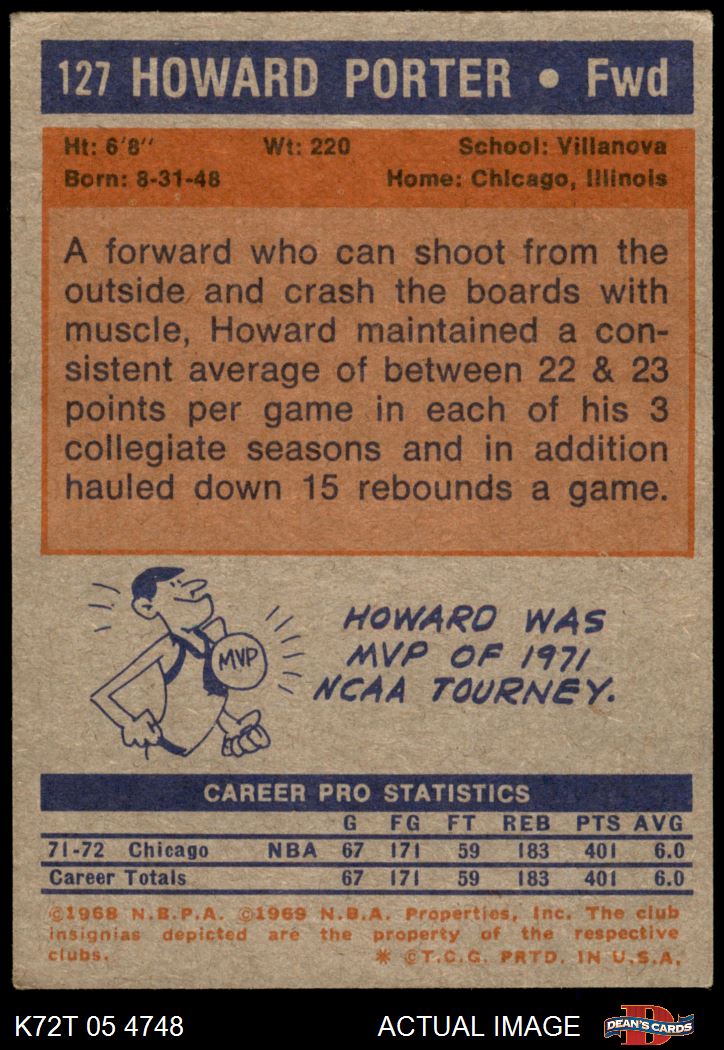 127 HOWARD PORTER • Fwd
Ht: 6'8" Wt: 220 School: Villanova
Born: 8-31-48 Home: Chicago, Illinois
A forward who can shoot from the
outside and crash the boards with
muscle, Howard maintained a con-
sistent average of between 22 & 23
points per game in each of his 3
collegiate seasons and in addition
hauled down 15 rebounds a game.
MVP
HOWARD WAS
MVP OF 1971
NCAA TOURNEY.
CAREER PRO STATISTICS
G FG FT REB PTS AVG
71-72 Chicago NBA 67 171 59 183 401 6.0
Career Totals 67 171 59 183 401 6.0
©1968 N.B.P.A. ©1969 N.B.A. Properties, Inc. The club
insignias depicted are the property of the respective
clubs. * ©T.C.G. PRTD. IN U.S.A.
K72T 05 4748 ACTUAL IMAGE D DEAN'S CARDS